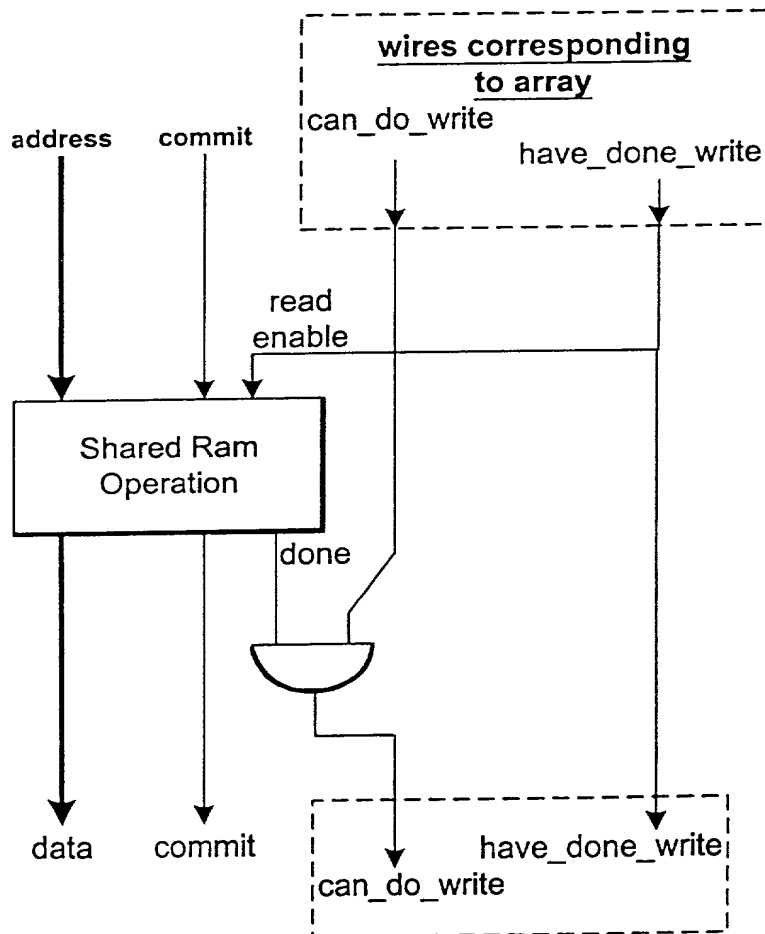 wires corresponding
to array
can_do_write
address
commit
have_done_write
read
enable
Shared Ram
Operation
done
data
commit
have_done_write
can_do_write